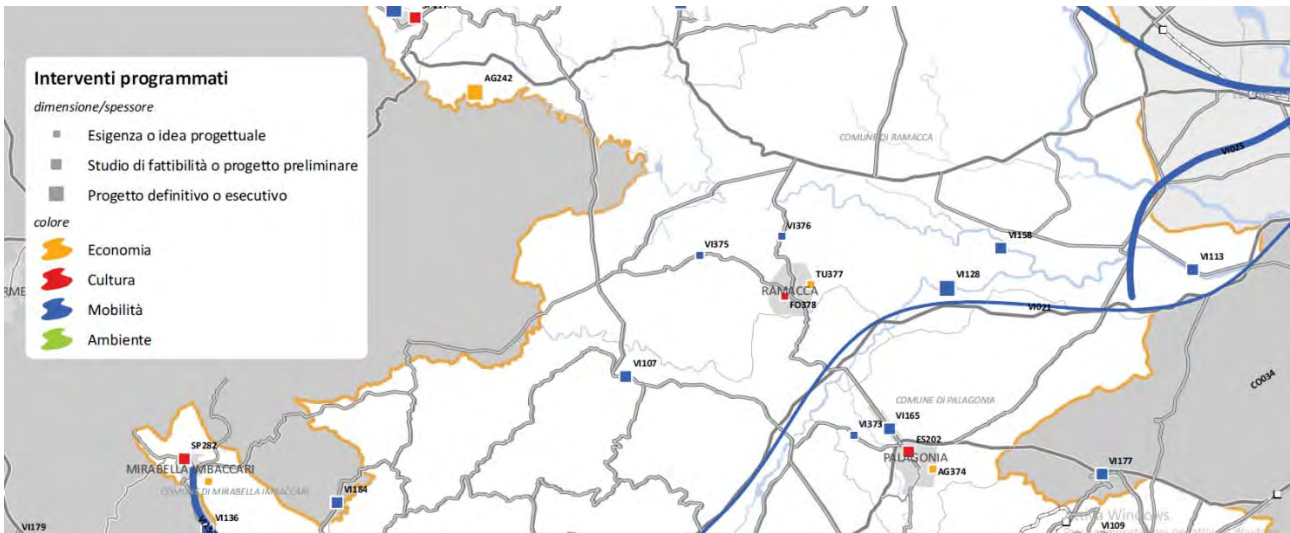 Interventi programmati
dimensione/spessore
Esigenza o idea progettuale
Studio di fattibilità o progetto preliminare
Progetto definitivo o esecutivo
colore
Economia
Cultura
Mobilità
Ambiente
AG242
COMUNE DI RAMACCA
VI025
VI376
VI375
VI158
VI113
TU377
VI128
RAMACCA
FO378
VI021
VI107
CO034
COMUNE DI PALAGONIA
VI165
VI373
ES202
PALAGONIA
AG374
VI177
SP282
MIRABELLA IMBACCARI
COMUNE DI MIRABELLA IMBACCARI
VI184
VI136
VI179
VI109